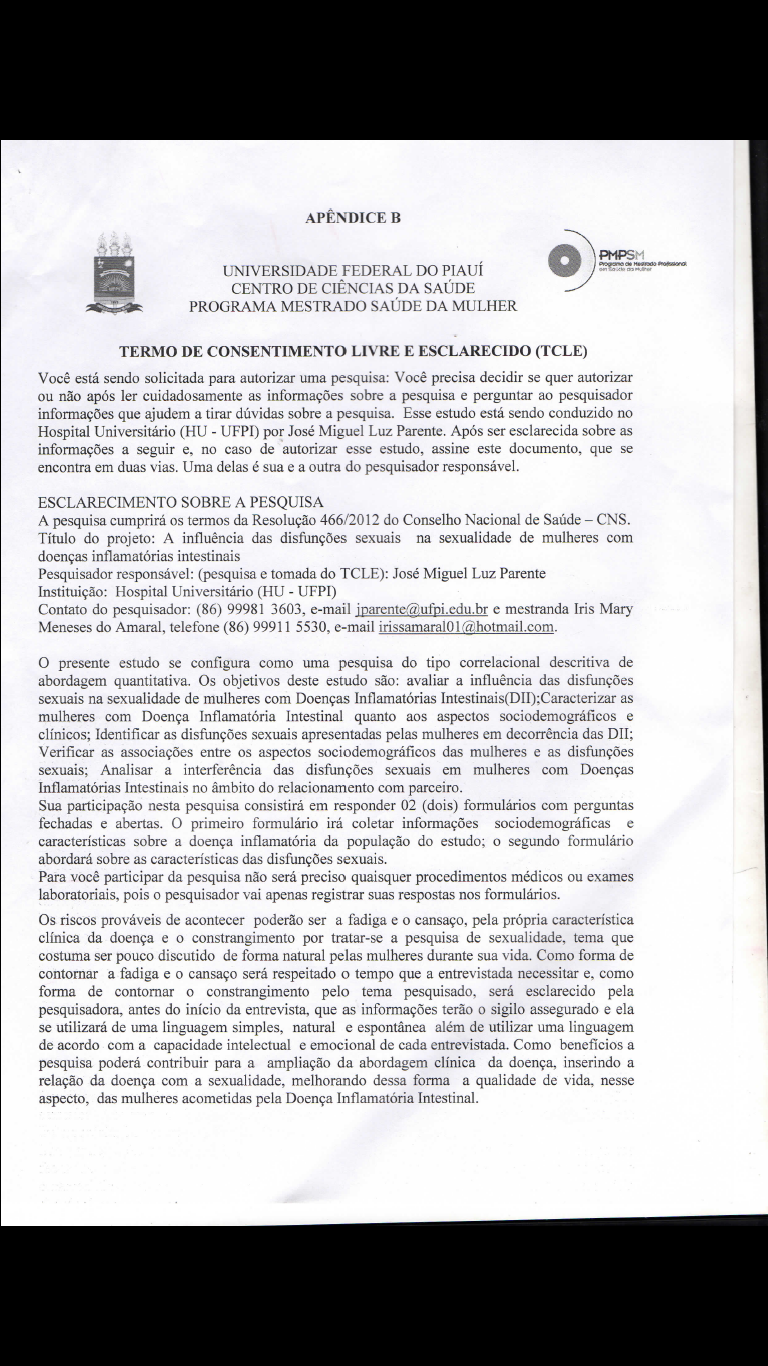 APÊNDICE B
PMPSM
Programa de Mestrado Profissional
em Saúde da Mulher
UNIVERSIDADE FEDERAL DO PIAUÍ
CENTRO DE CIÊNCIAS DA SAÚDE
PROGRAMA MESTRADO SAÚDE DA MULHER
TERMO DE CONSENTIMENTO LIVRE E ESCLARECIDO (TCLE)
Você está sendo solicitada para autorizar uma pesquisa: Você precisa decidir se quer autorizar
ou não após ler cuidadosamente as informações sobre a pesquisa e perguntar ao pesquisador
informações que ajudem a tirar dúvidas sobre a pesquisa. Esse estudo está sendo conduzido no
Hospital Universitário (HU - UFPI) por José Miguel Luz Parente. Após ser esclarecida sobre as
informações a seguir e, no caso de autorizar esse estudo, assine este documento, que se
encontra em duas vias. Uma delas é sua e a outra do pesquisador responsável.
ESCLARECIMENTO SOBRE A PESQUISA
A pesquisa cumprirá os termos da Resolução 466/2012 do Conselho Nacional de Saúde – CNS.
Título do projeto: A influência das disfunções sexuais na sexualidade de mulheres com
doenças inflamatórias intestinais
Pesquisador responsável: (pesquisa e tomada do TCLE): José Miguel Luz Parente
Instituição: Hospital Universitário (HU - UFPI)
Contato do pesquisador: (86) 99981 3603, e-mail jparente@ufpi.edu.br e mestranda Iris Mary
Meneses do Amaral, telefone (86) 99911 5530, e-mail irissamaral01@hotmail.com.
O presente estudo se configura como uma pesquisa do tipo correlacional descritiva de
abordagem quantitativa. Os objetivos deste estudo são: avaliar a influência das disfunções
sexuais na sexualidade de mulheres com Doenças Inflamatórias Intestinais(DII);Caracterizar as
mulheres com Doença Inflamatória Intestinal quanto aos aspectos sociodemográficos e
clínicos; Identificar as disfunções sexuais apresentadas pelas mulheres em decorrência das DII;
Verificar as associações entre os aspectos sociodemográficos das mulheres e as disfunções
sexuais; Analisar a interferência das disfunções sexuais em mulheres com Doenças
Inflamatórias Intestinais no âmbito do relacionamento com parceiro.
Sua participação nesta pesquisa consistirá em responder 02 (dois) formulários com perguntas
fechadas e abertas. O primeiro formulário irá coletar informações sociodemográficas e
características sobre a doença inflamatória da população do estudo; o segundo formulário
abordará sobre as características das disfunções sexuais.
Para você participar da pesquisa não será preciso quaisquer procedimentos médicos ou exames
laboratoriais, pois o pesquisador vai apenas registrar suas respostas nos formulários.
Os riscos prováveis de acontecer poderão ser a fadiga e o cansaço, pela própria característica
clínica da doença e o constrangimento por tratar-se a pesquisa de sexualidade, tema que
costuma ser pouco discutido de forma natural pelas mulheres durante sua vida. Como forma de
contornar a fadiga e o cansaço será respeitado o tempo que a entrevistada necessitar e, como
forma de contornar o constrangimento pelo tema pesquisado, será esclarecido pela
pesquisadora, antes do início da entrevista, que as informações terão o sigilo assegurado e ela
se utilizará de uma linguagem simples, natural e espontânea além de utilizar uma linguagem
de acordo com a capacidade intelectual e emocional de cada entrevistada. Como benefícios a
pesquisa poderá contribuir para a ampliação da abordagem clínica da doença, inserindo a
relação da doença com a sexualidade, melhorando dessa forma a qualidade de vida, nesse
aspecto, das mulheres acometidas pela Doença Inflamatória Intestinal.